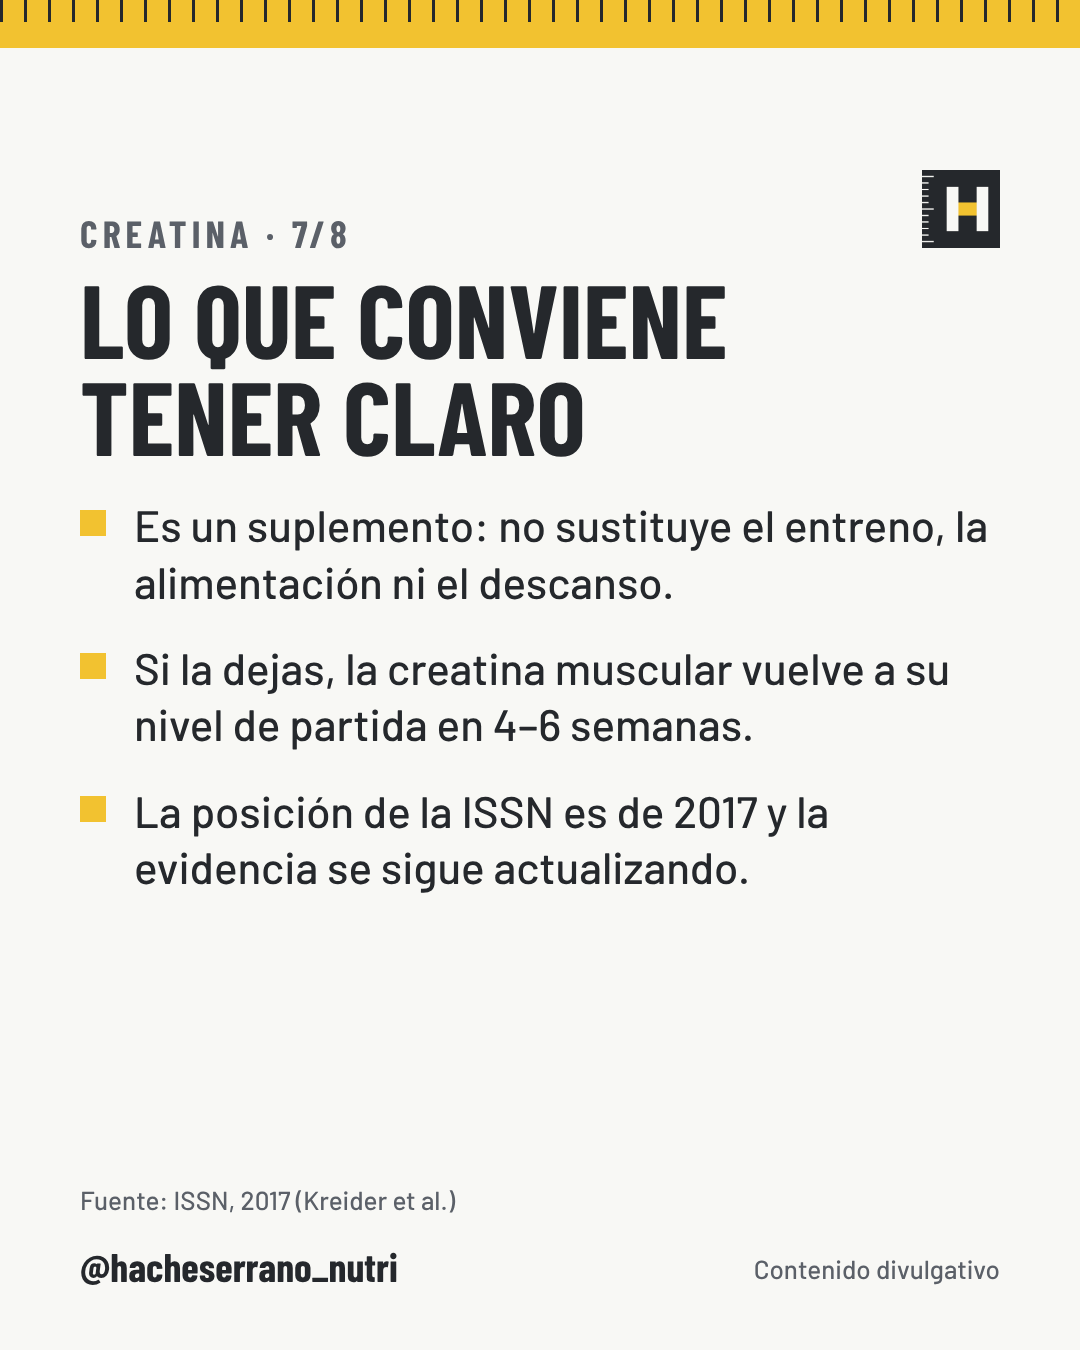 H
CREATINA · 7/8
LO QUE CONVIENE
TENER CLARO
Es un suplemento: no sustituye el entreno, la
alimentación ni el descanso.
Si la dejas, la creatina muscular vuelve a su
nivel de partida en 4–6 semanas.
La posición de la ISSN es de 2017 y la
evidencia se sigue actualizando.
Fuente: ISSN, 2017 (Kreider et al.)
@hacheserrano_nutri
Contenido divulgativo